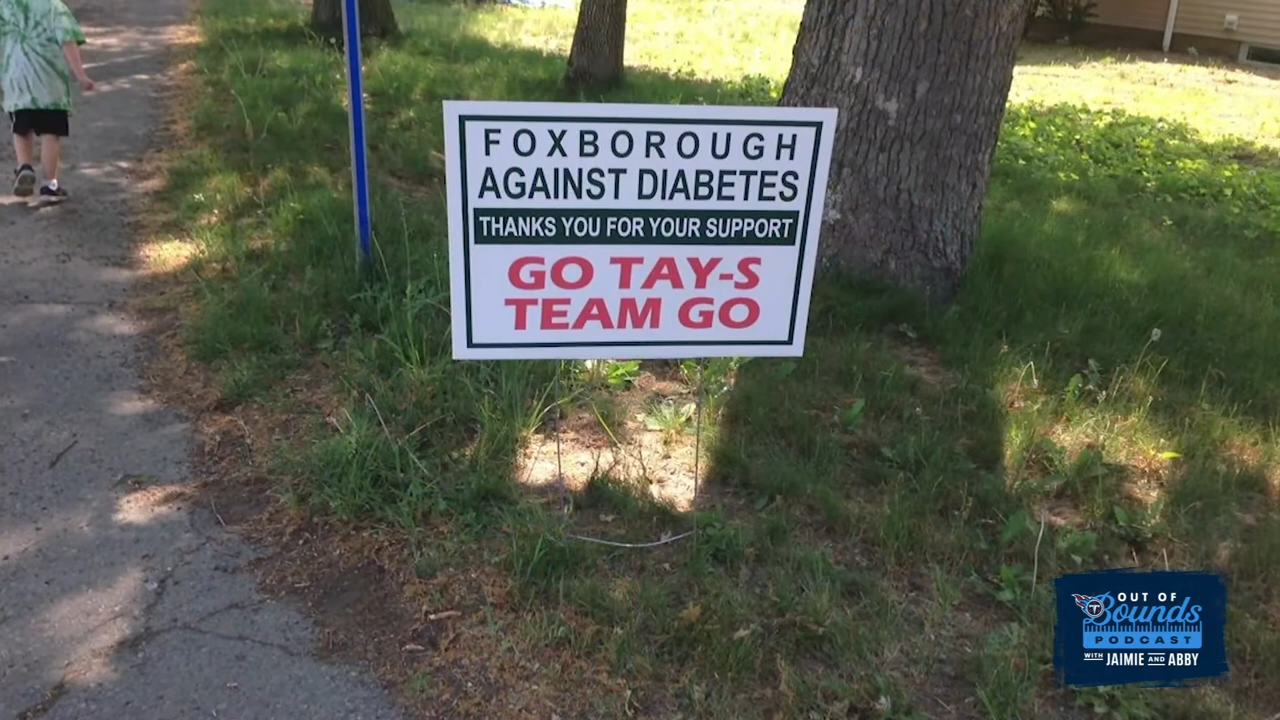 FOXBOROUGH
AGAINST DIABETES
THANKS YOU FOR YOUR SUPPORT
GO TAY-S
TEAM GO
OUT OF
Bounds
PODCAST
WITH JAIMIE AND ABBY